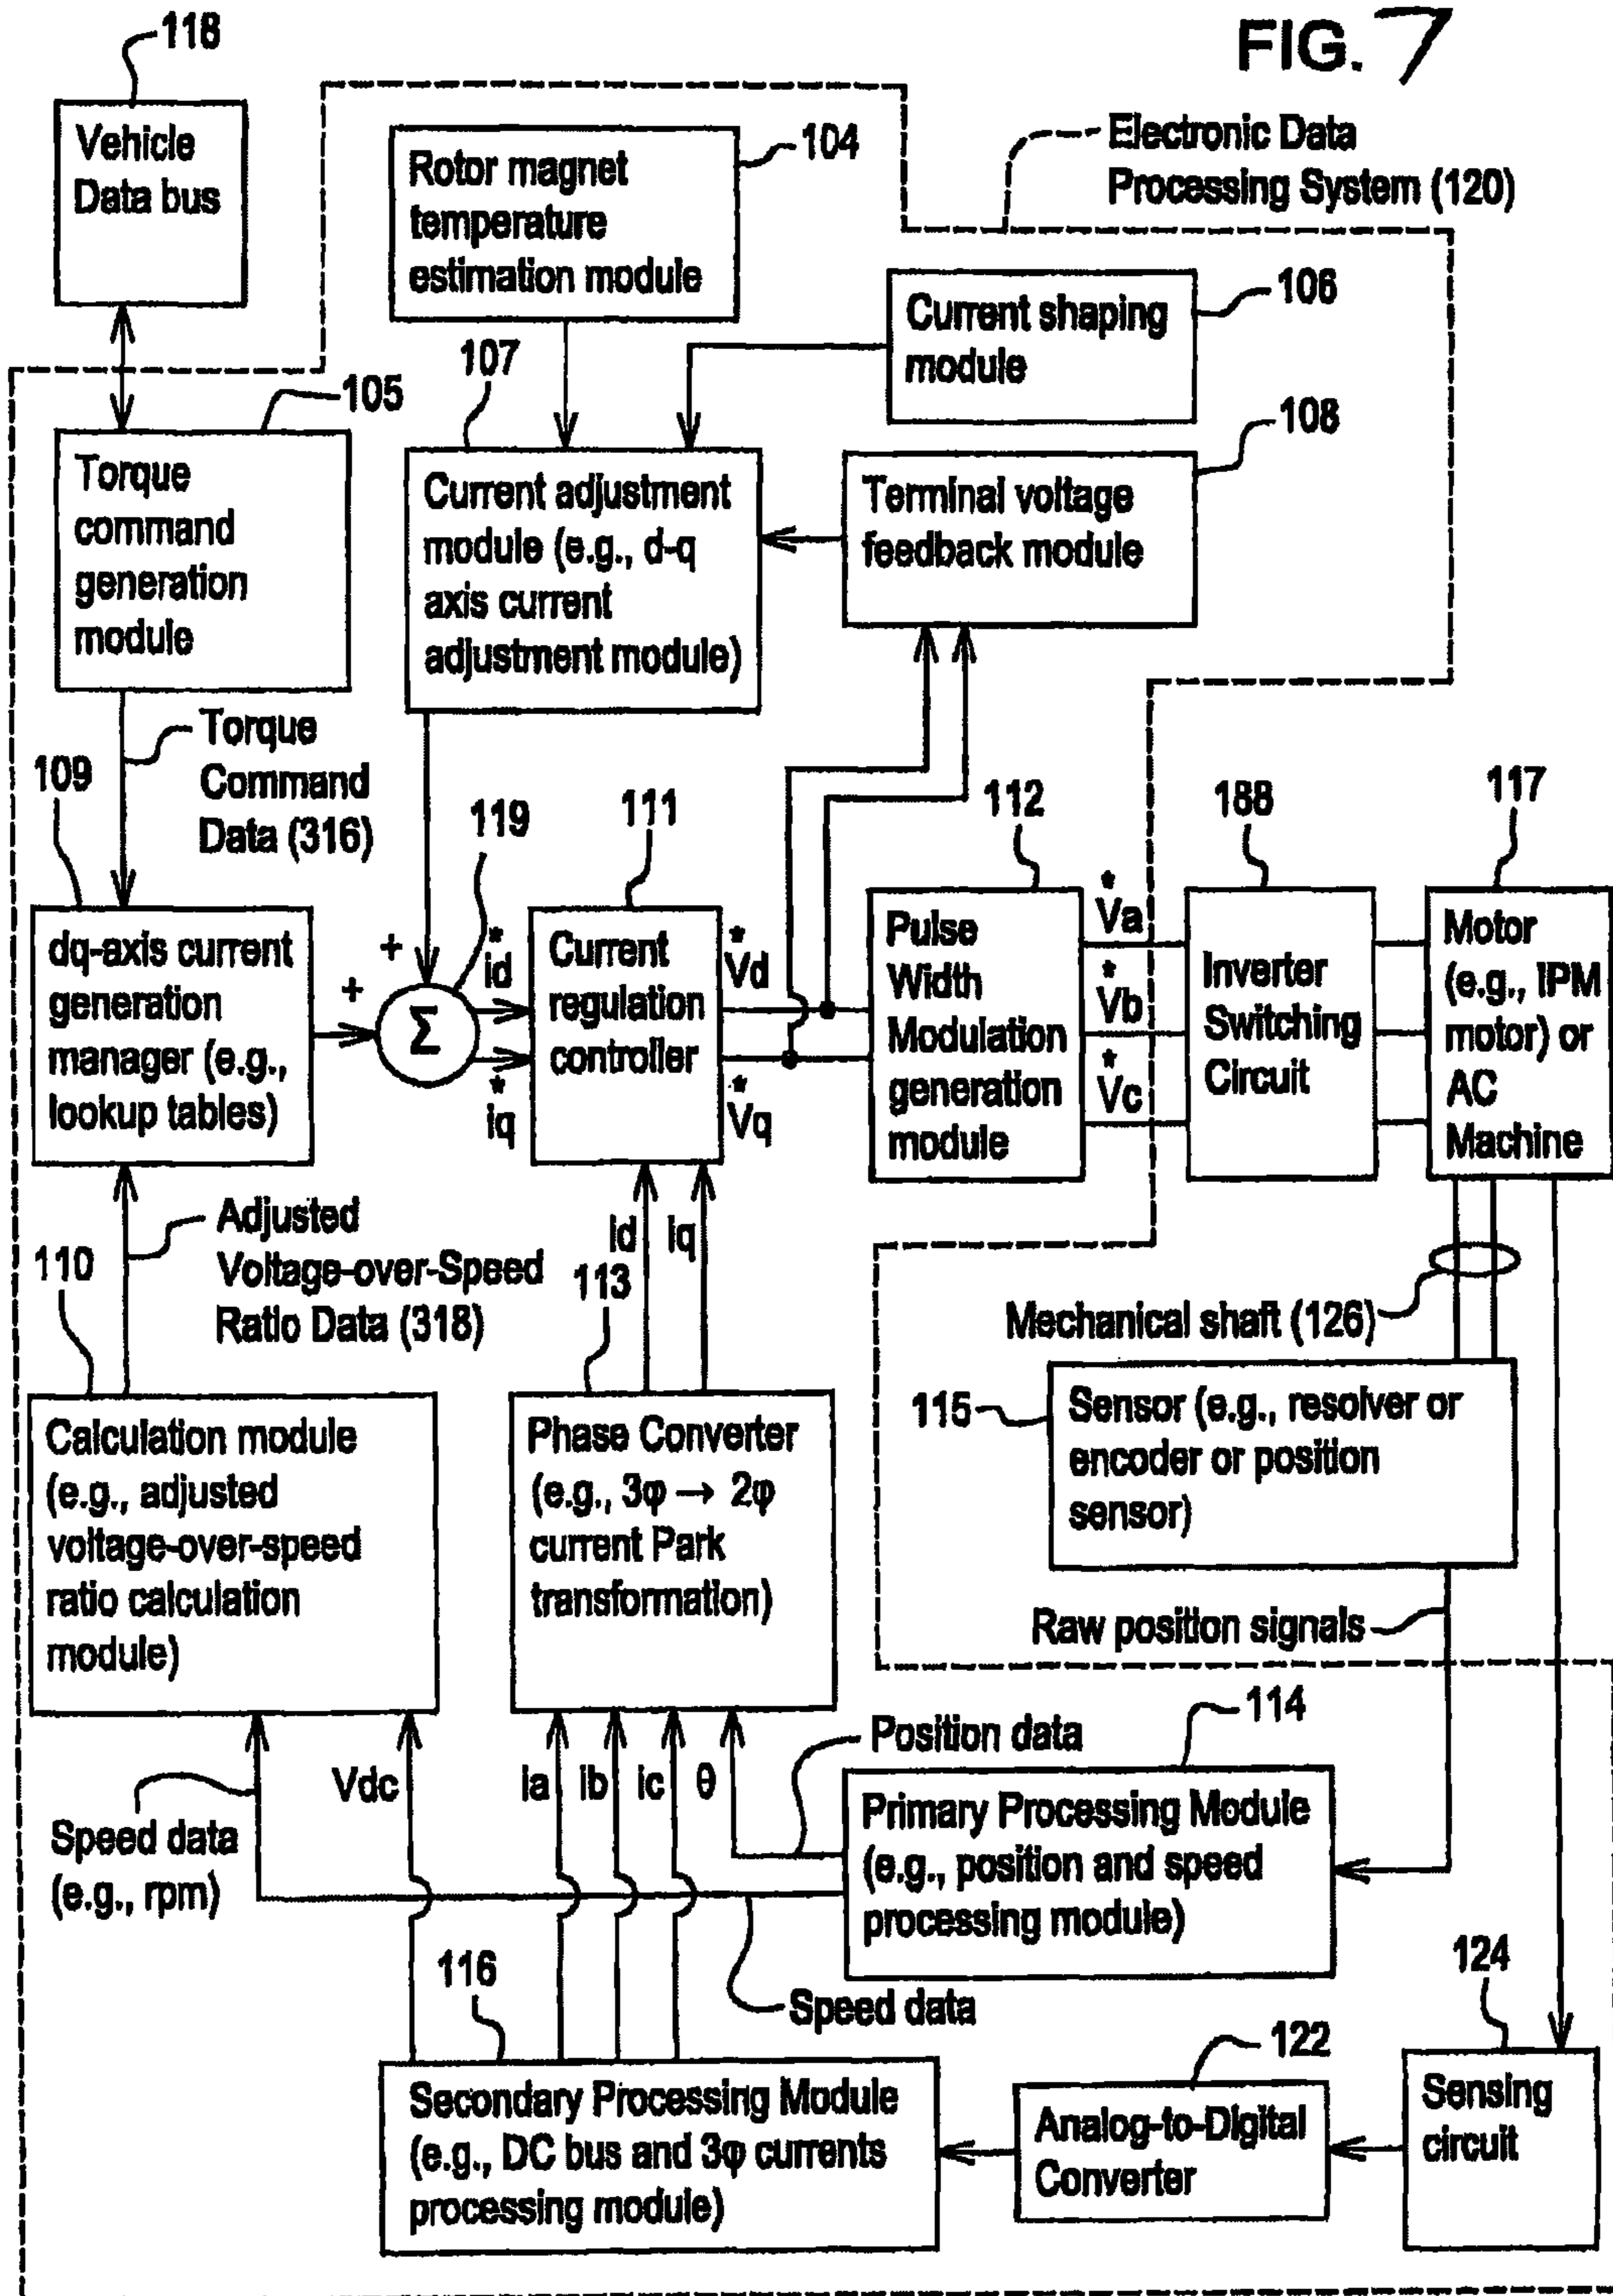 FIG. 7
118
Vehicle
Data bus
Rotor magnet
temperature
estimation module
104
Electronic Data
Processing System (120)
Current shaping
module
106
107
105
108
Torque
command
generation
module
Current adjustment
module (e.g., d-q
axis current
adjustment module)
Terminal voltage
feedback module
Torque
Command
Data (316)
109
119
111
112
188
117
dq-axis current
generation
manager (e.g.,
lookup tables)
+
+
Σ
*
id
*
iq
Current
regulation
controller
*
Vd
*
Vq
Pulse
Width
Modulation
generation
module
*
Va
*
Vb
*
Vc
Inverter
Switching
Circuit
Motor
(e.g., IPM
motor) or
AC
Machine
Adjusted
Voltage-over-Speed
Ratio Data (318)
110
id
iq
113
Mechanical shaft (126)
Calculation module
(e.g., adjusted
voltage-over-speed
ratio calculation
module)
Phase Converter
(e.g., 3φ → 2φ
current Park
transformation)
115
Sensor (e.g., resolver or
encoder or position
sensor)
Raw position signals
114
Position data
Vdc
ia
ib
ic
θ
Speed data
(e.g., rpm)
Primary Processing Module
(e.g., position and speed
processing module)
116
Speed data
124
122
Secondary Processing Module
(e.g., DC bus and 3φ currents
processing module)
Analog-to-Digital
Converter
Sensing
circuit